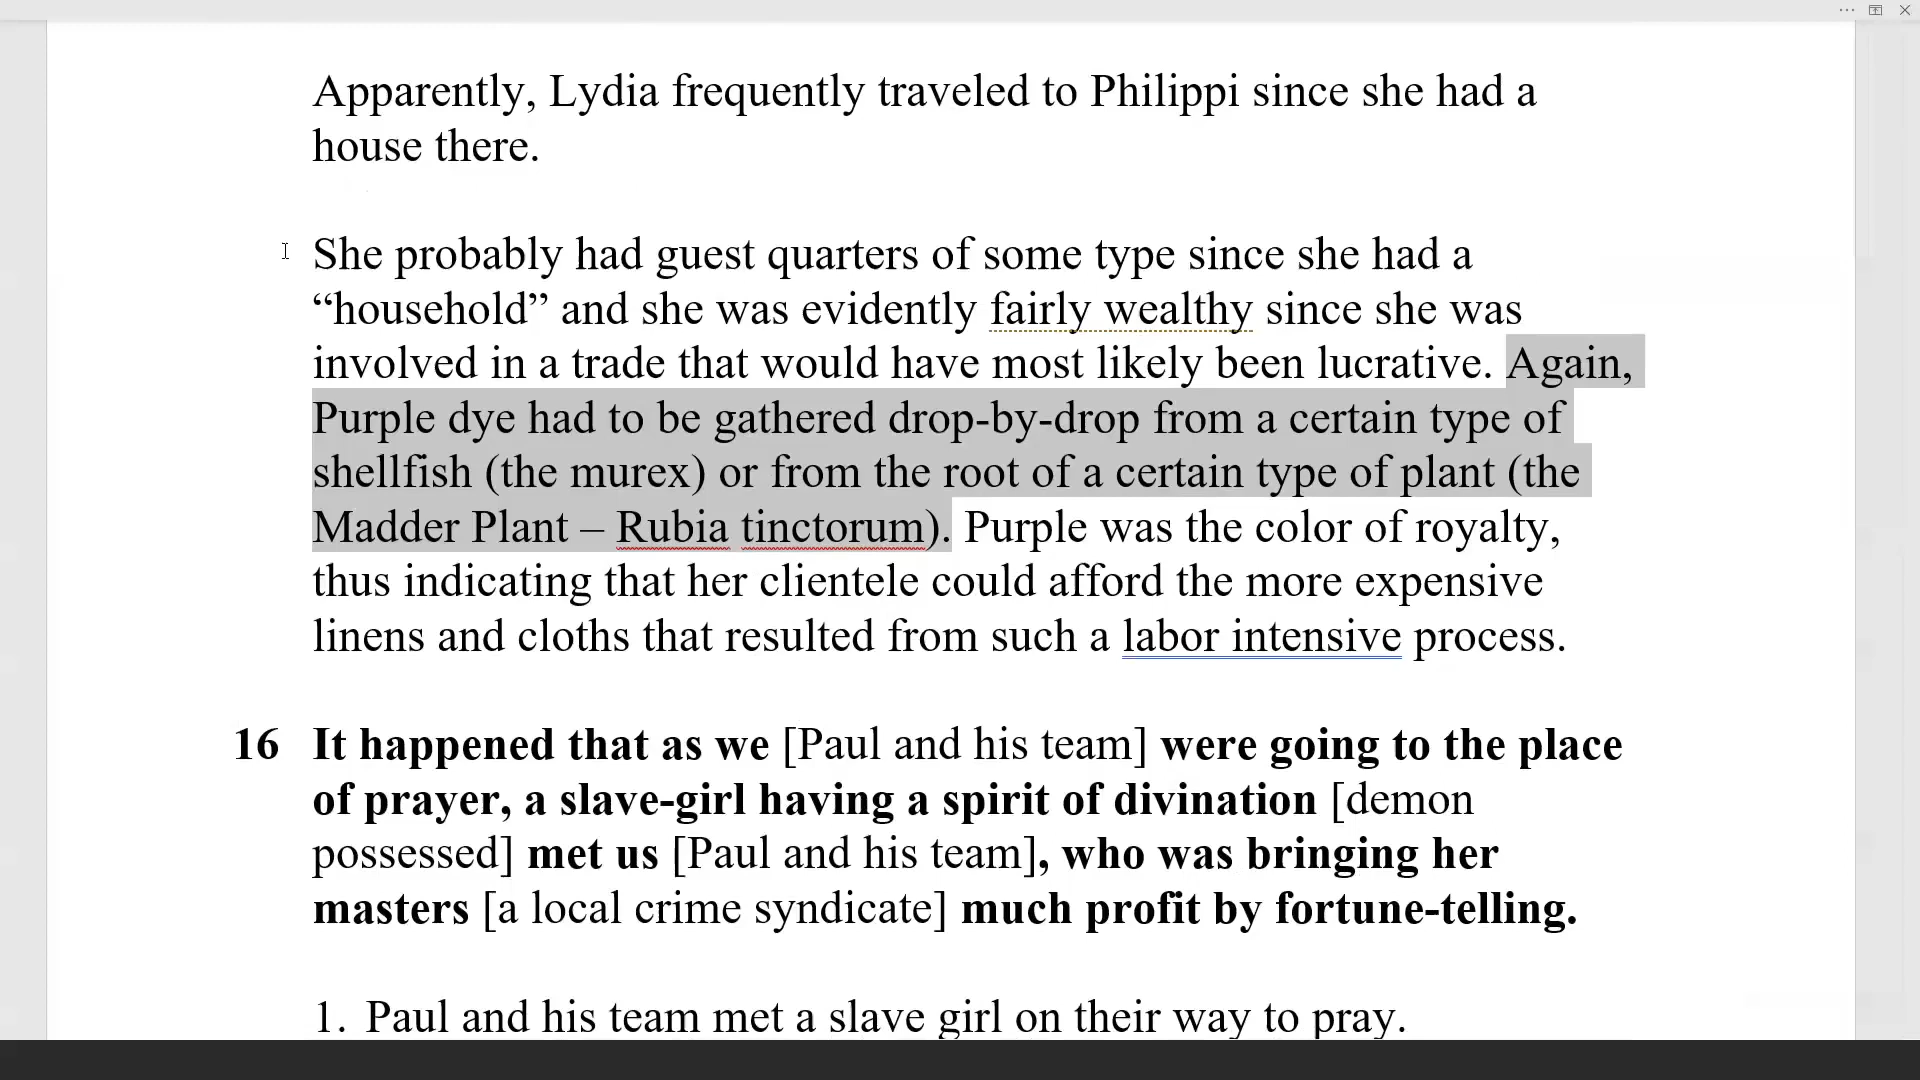 Apparently, Lydia frequently traveled to Philippi since she had a
house there.
She probably had guest quarters of some type since she had a
“household” and she was evidently fairly wealthy since she was
involved in a trade that would have most likely been lucrative. Again,
Purple dye had to be gathered drop-by-drop from a certain type of
shellfish (the murex) or from the root of a certain type of plant (the
Madder Plant – Rubia tinctorum). Purple was the color of royalty,
thus indicating that her clientele could afford the more expensive
linens and cloths that resulted from such a labor intensive process.
16 It happened that as we [Paul and his team] were going to the place
of prayer, a slave-girl having a spirit of divination [demon
possessed] met us [Paul and his team], who was bringing her
masters [a local crime syndicate] much profit by fortune-telling.
1. Paul and his team met a slave girl on their way to pray.